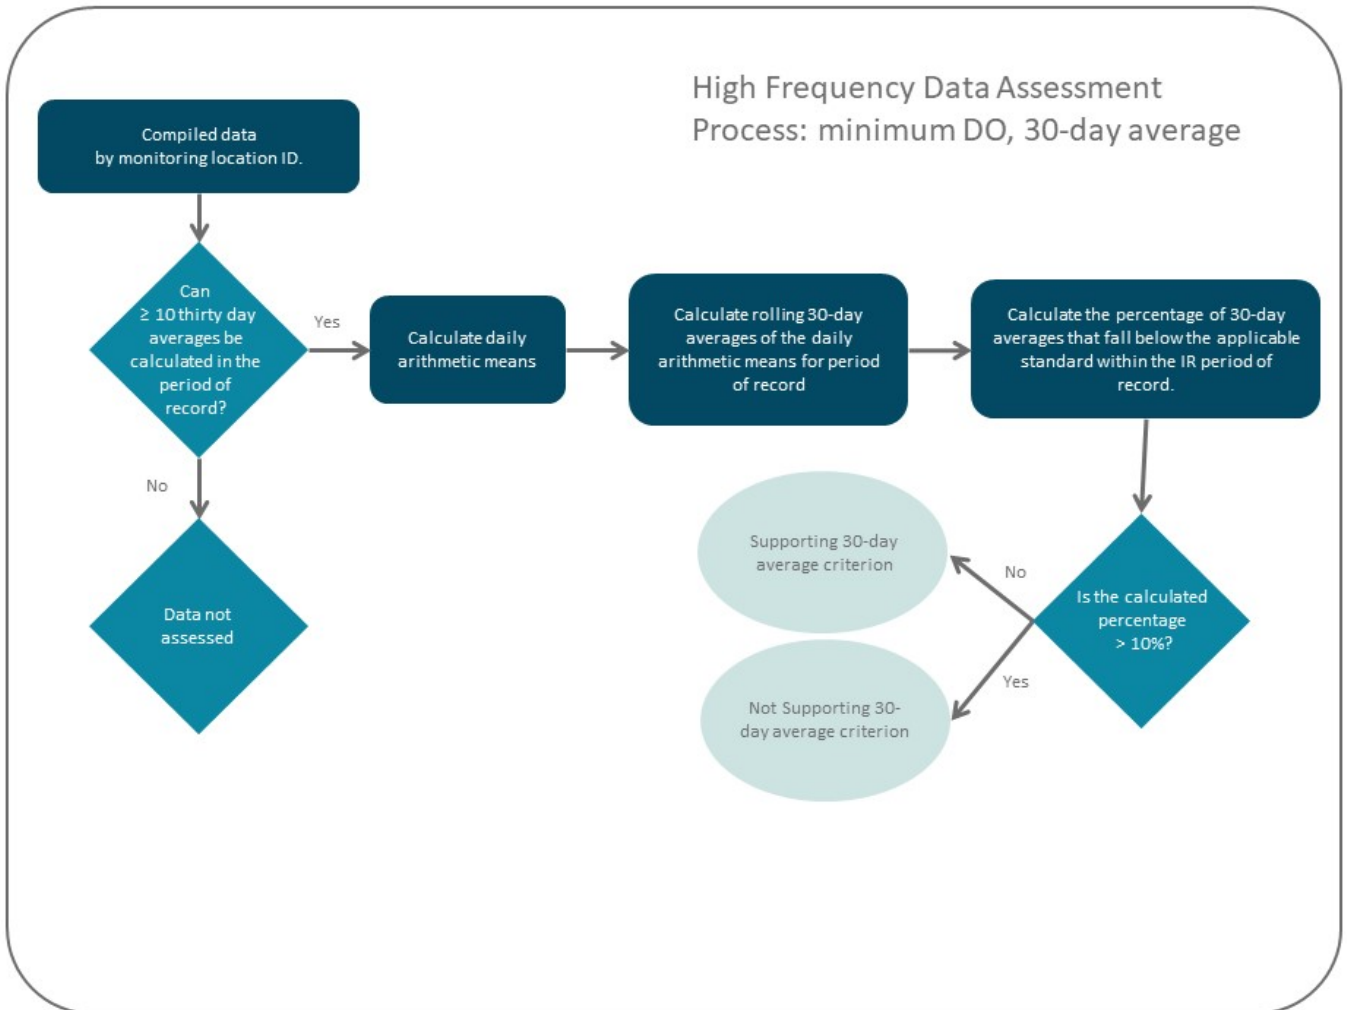 High Frequency Data Assessment
Process: minimum DO, 30-day average
Compiled data
by monitoring location ID.
Can
≥ 10 thirty day
averages be
calculated in the
period of
record?
Yes
Calculate daily
arithmetic means
Calculate rolling 30-day
averages of the daily
arithmetic means for period
of record
Calculate the percentage of 30-day
averages that fall below the applicable
standard within the IR period of
record.
No
Data not
assessed
Is the calculated
percentage
> 10%?
No
Supporting 30-day
average criterion
Yes
Not Supporting 30-
day average criterion